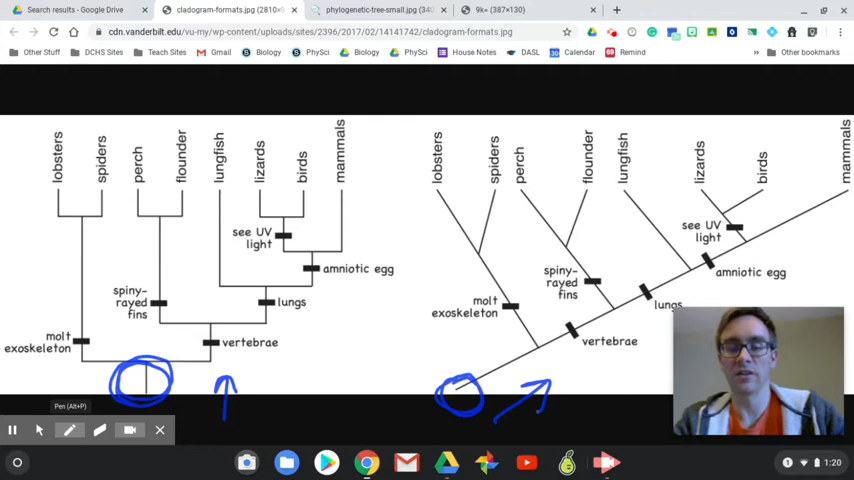 Search results - Google Drive
cladogram-formats.jpg (2810×
phylogenetic-tree-small.jpg (340
9k= (387×130)
cdn.vanderbilt.edu/vu-my/wp-content/uploads/sites/2396/2017/02/14141742/cladogram-formats.jpg
Other Stuff DCHS Sites Teach Sites Gmail Biology PhySci Biology PhySci House Notes DASL Calendar Remind Other bookmarks
lobsters spiders perch flounder lungfish lizards birds mammals
see UV
light
amniotic egg
spiny-
rayed
fins
lungs
molt
exoskeleton
vertebrae
lobsters spiders perch flounder lungfish lizards birds mammals
see UV
light
amniotic egg
spiny-
rayed
fins
lungs
molt
exoskeleton
vertebrae
Pen (Alt+P)
1 1:20